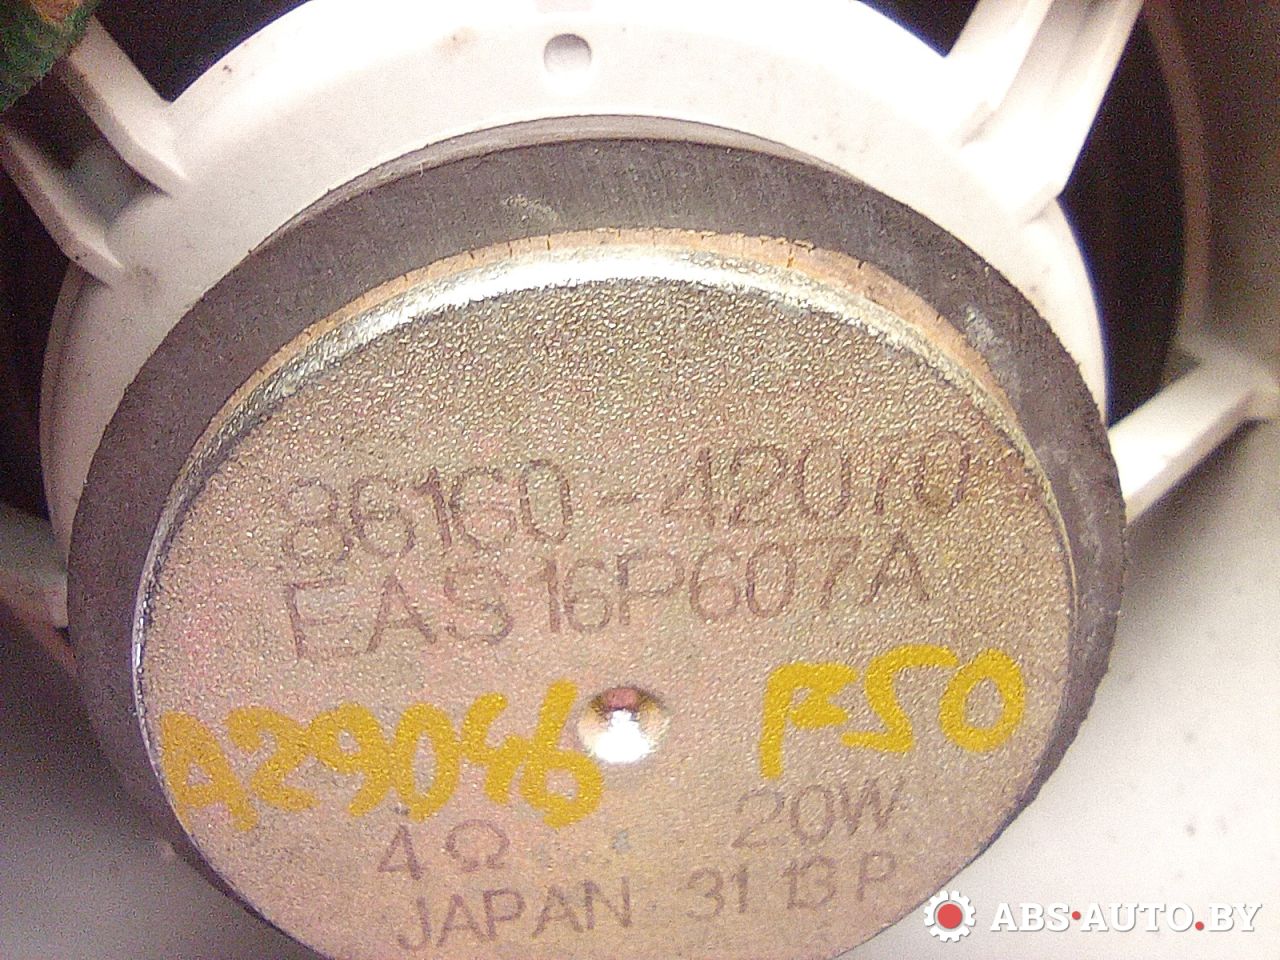 86160-42070
EAS16P607A
A29046 F50
4Ω 20W
JAPAN 31 13 P
ABS·AUTO.BY